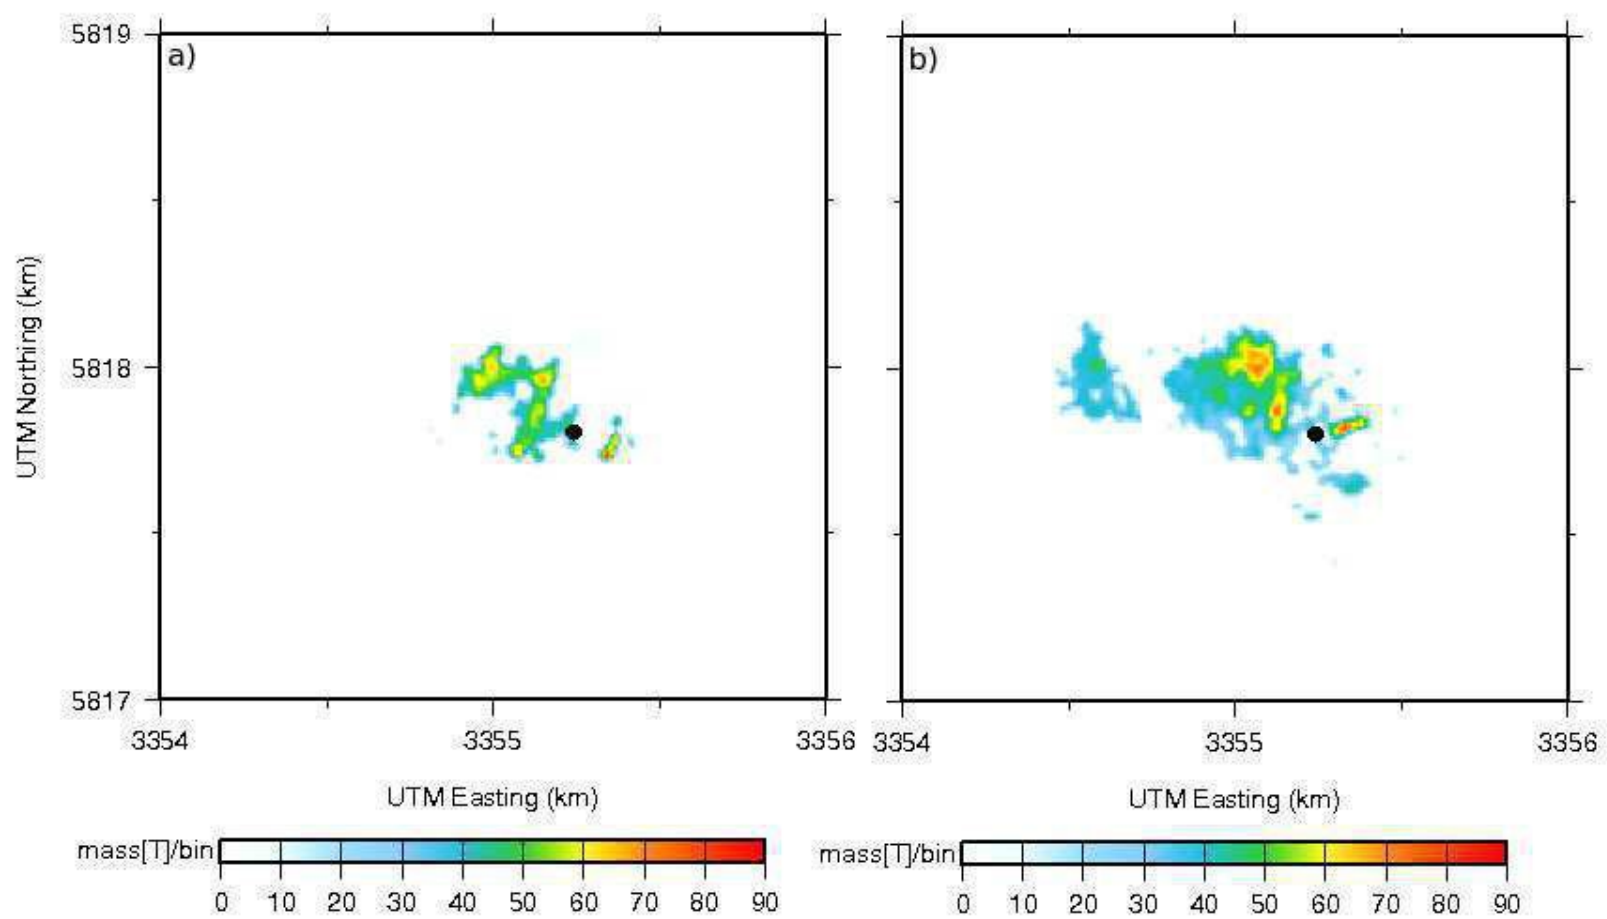 a)
b)
5819
5818
5817
UTM Northing (km)
3354 3355 3356
3354 3355 3356
UTM Easting (km)
UTM Easting (km)
mass[T]/bin
0 10 20 30 40 50 60 70 80 90
mass[T]/bin
0 10 20 30 40 50 60 70 80 90